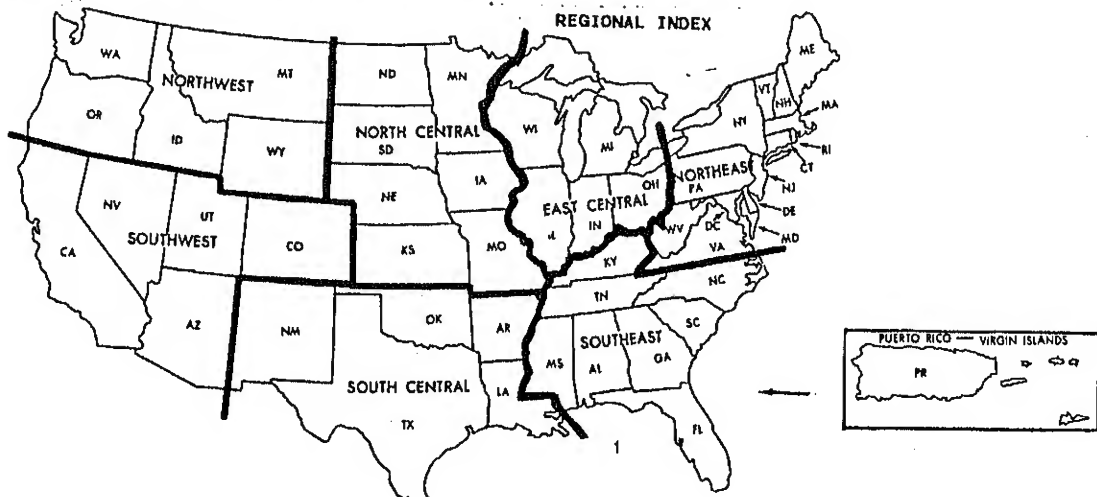 REGIONAL INDEX
WA
MT
ND
MN
ME
NORTHWEST
VT
NH
MA
OR
ID
WY
NORTH CENTRAL
SD
WI
MI
NY
RI
CT
IA
NE
OH
NORTHEAST
PA
NJ
NV
UT
EAST CENTRAL
IN
IL
WV
DC
DE
MD
SOUTHWEST
CO
KS
MO
KY
VA
CA
TN
NC
AZ
NM
OK
AR
SC
SOUTHEAST
MS
AL
GA
PUERTO RICO — VIRGIN ISLANDS
PR
SOUTH CENTRAL
LA
TX
FL
1